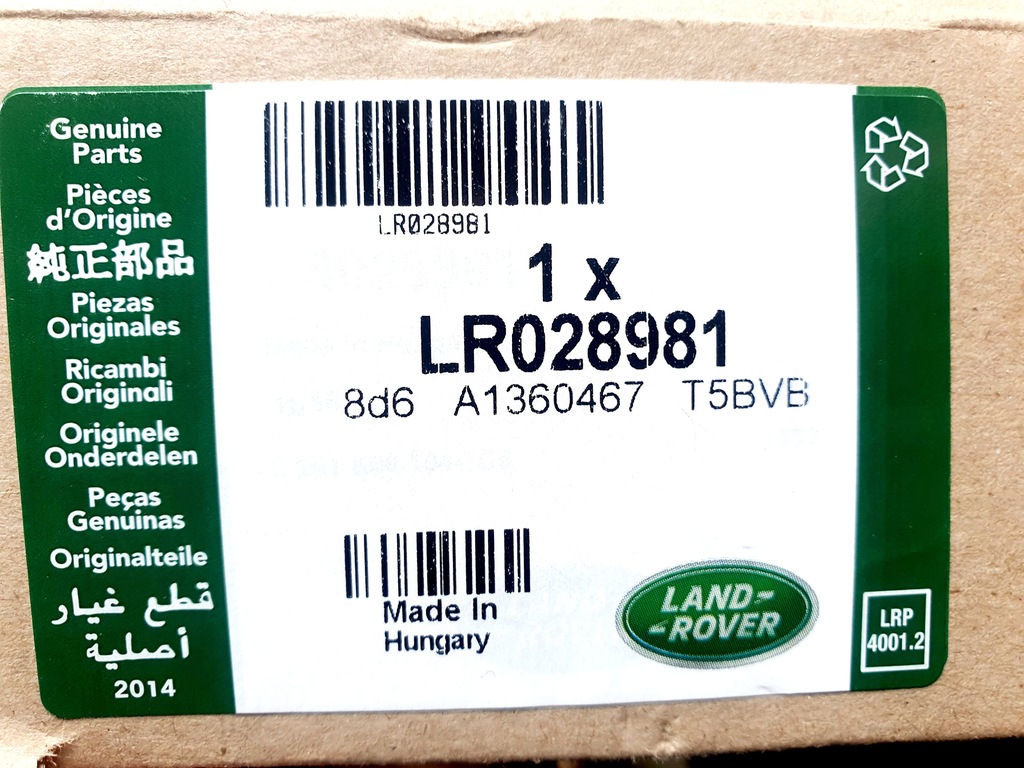 Genuine
Parts
Pièces
d'Origine
純正部品
Piezas
Originales
Ricambi
Originali
Originele
Onderdelen
Peças
Genuinas
Originalteile
قطع غيار
أصلية
2014
LR028981
1 x
LR028981
8d6 A1360467 T5BVB
Made In
Hungary
LAND-
-ROVER
LRP
4001.2